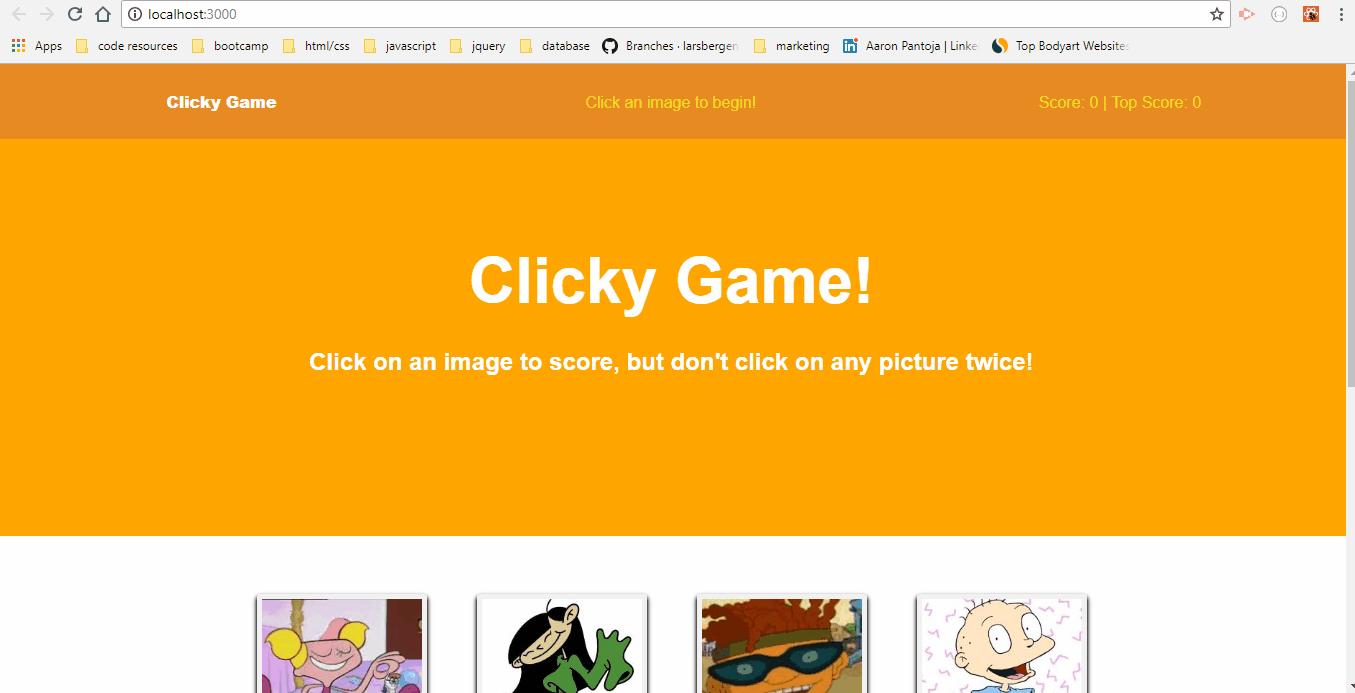 localhost:3000
Apps code resources bootcamp html/css javascript jquery database Branches · larsbergen marketing Aaron Pantoja | Linke Top Bodyart Websites
Clicky Game Click an image to begin! Score: 0 | Top Score: 0
Clicky Game!
Click on an image to score, but don't click on any picture twice!